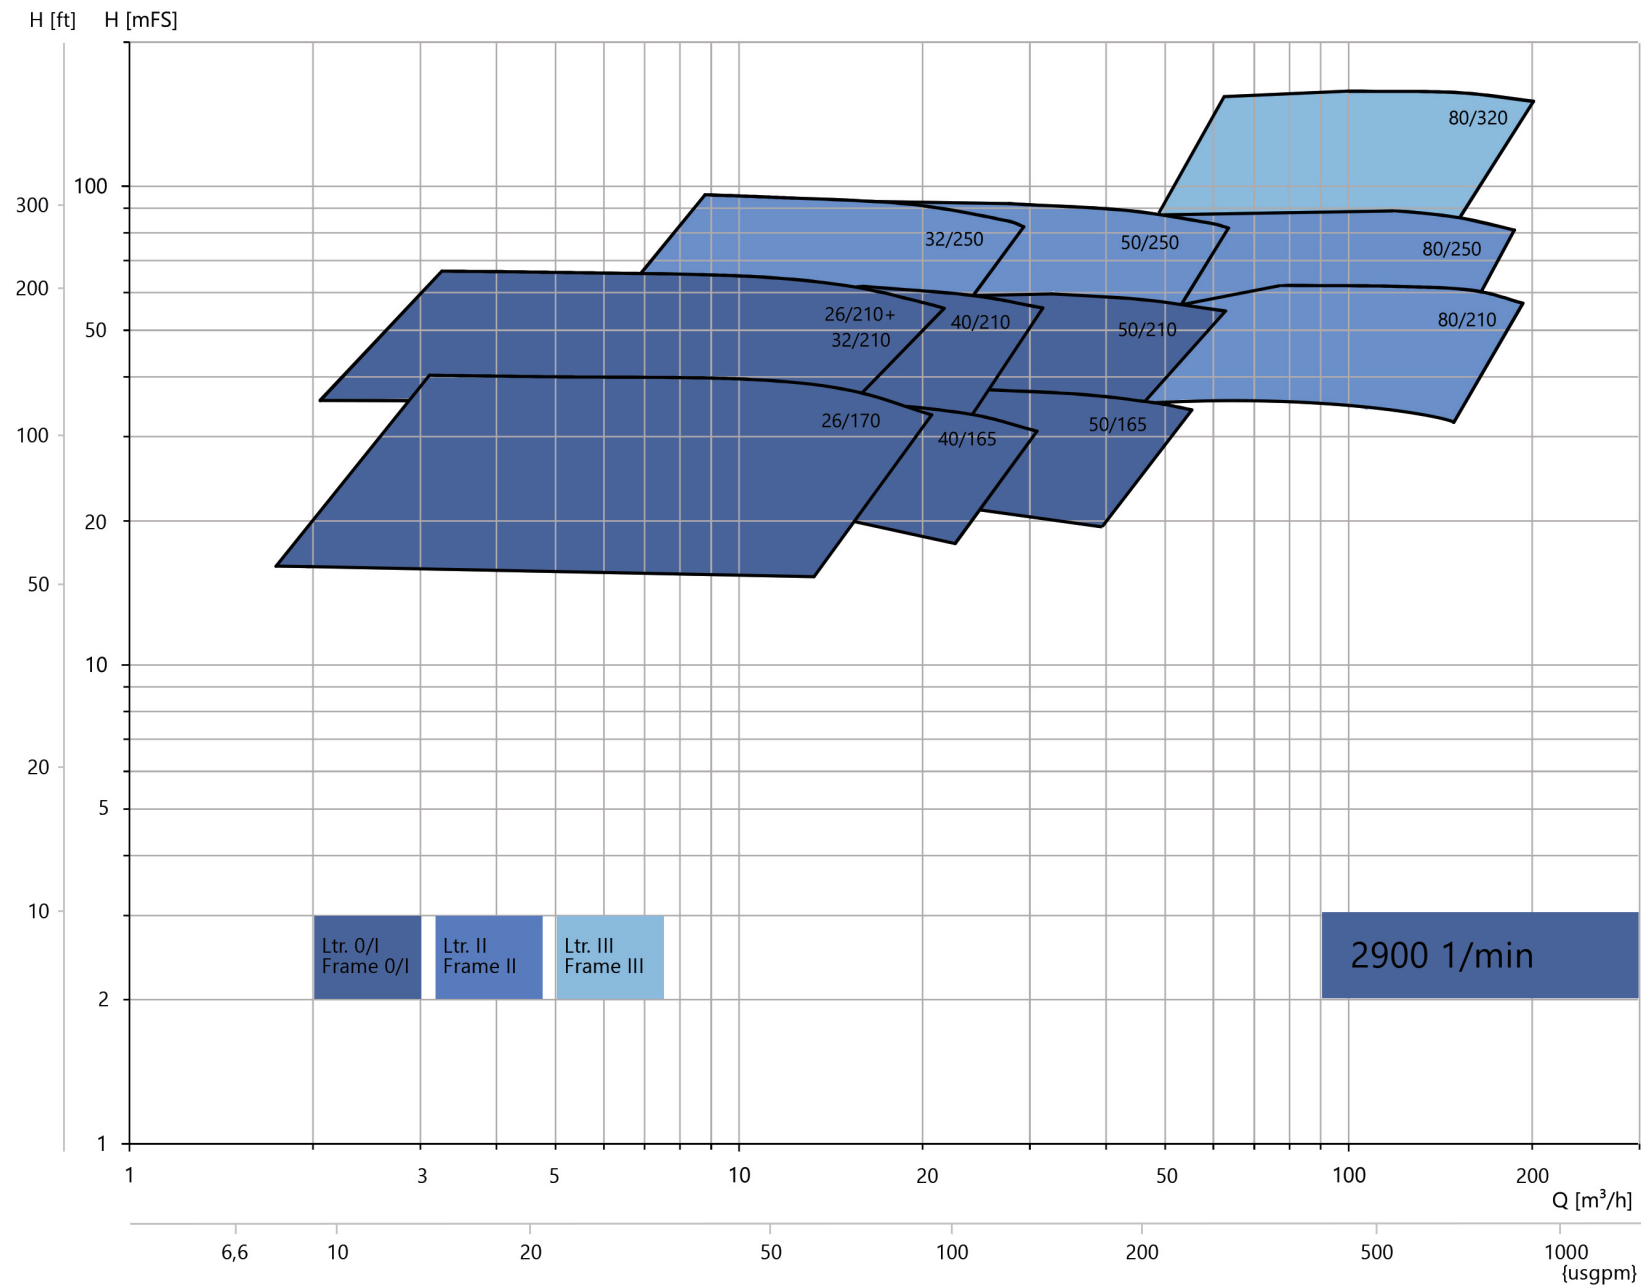 H [ft] H [mFS]
80/320
100
300
32/250
50/250
80/250
200
26/210+
32/210
40/210
50/210
80/210
50
26/170
40/165
50/165
100
20
50
10
20
5
10
Ltr. 0/I
Frame 0/I
Ltr. II
Frame II
Ltr. III
Frame III
2900 1/min
2
1
1 3 5 10 20 50 100 200
Q [m³/h]
6,6 10 20 50 100 200 500 1000
{usgpm}